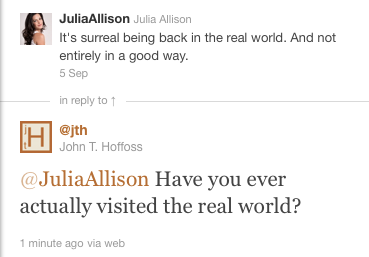 JuliaAllison Julia Allison
It's surreal being back in the real world. And not
entirely in a good way.
5 Sep
in reply to ↑
j H t
@jth
John T. Hoffoss
@JuliaAllison Have you ever
actually visited the real world?
1 minute ago via web